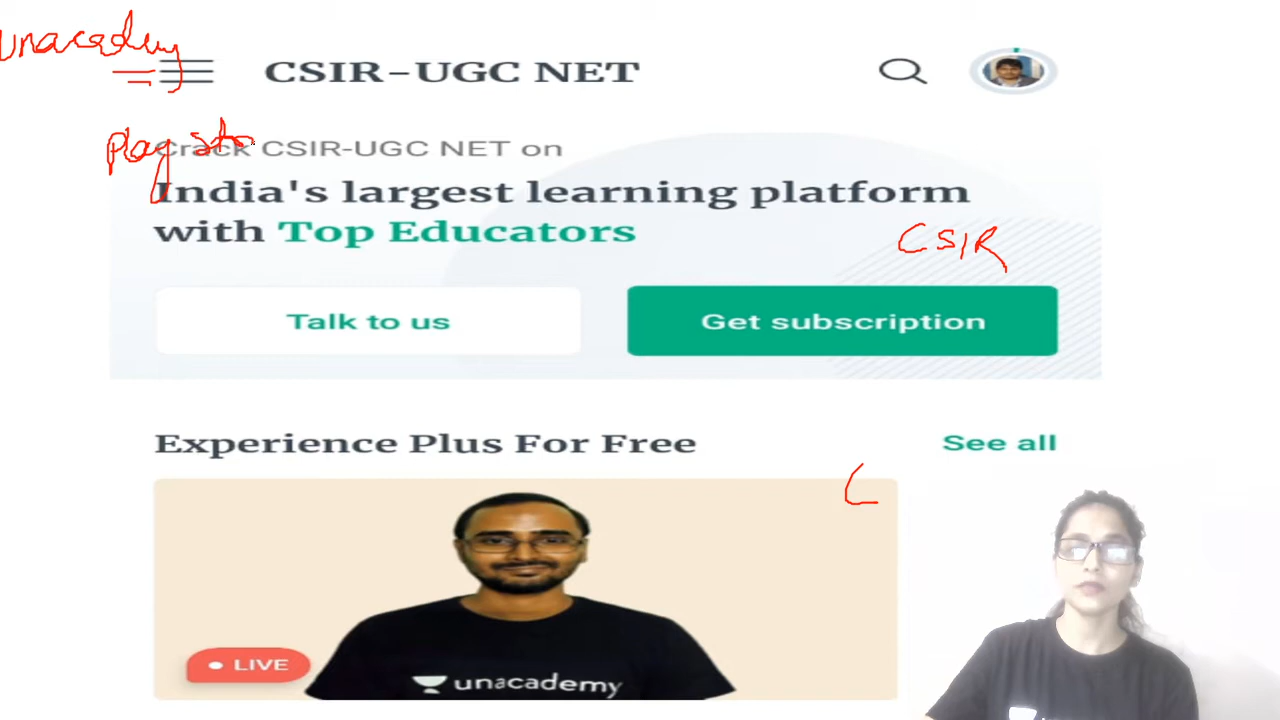 unacademy
CSIR-UGC NET
Play sto
Crack CSIR-UGC NET on
India's largest learning platform
with Top Educators
CSIR
Talk to us
Get subscription
Experience Plus For Free
See all
LIVE
unacademy